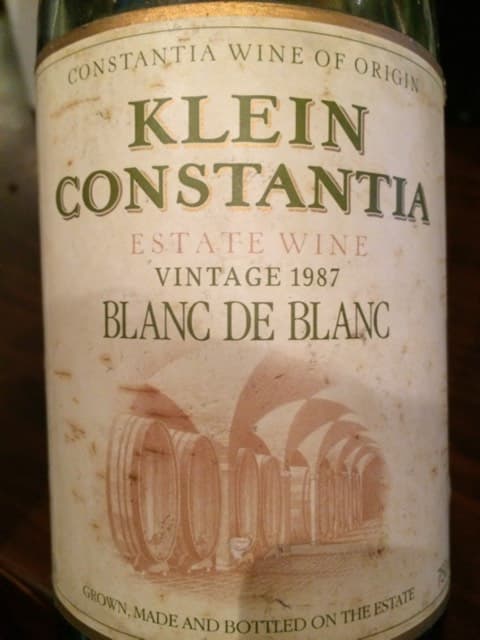 CONSTANTIA WINE OF ORIGIN
KLEIN
CONSTANTIA
ESTATE WINE
VINTAGE 1987
BLANC DE BLANC
GROWN, MADE AND BOTTLED ON THE ESTATE